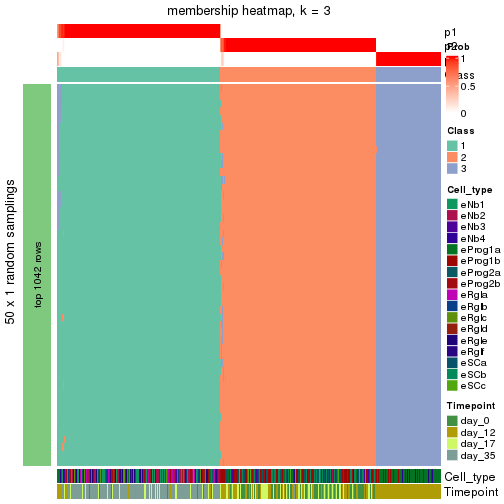 membership heatmap, k = 3
p1
p2
Prob
1
0.5
0
Class
1
2
3
Cell_type
eNb1
eNb2
eNb3
eNb4
eProg1a
eProg1b
eProg2a
eProg2b
eRgla
eRglb
eRglc
eRgld
eRgle
eRglf
eSCa
eSCb
eSCc
Timepoint
day_0
day_12
day_17
day_35
50 x 1 random samplings
top 1042 rows
Cell_type
Timepoint